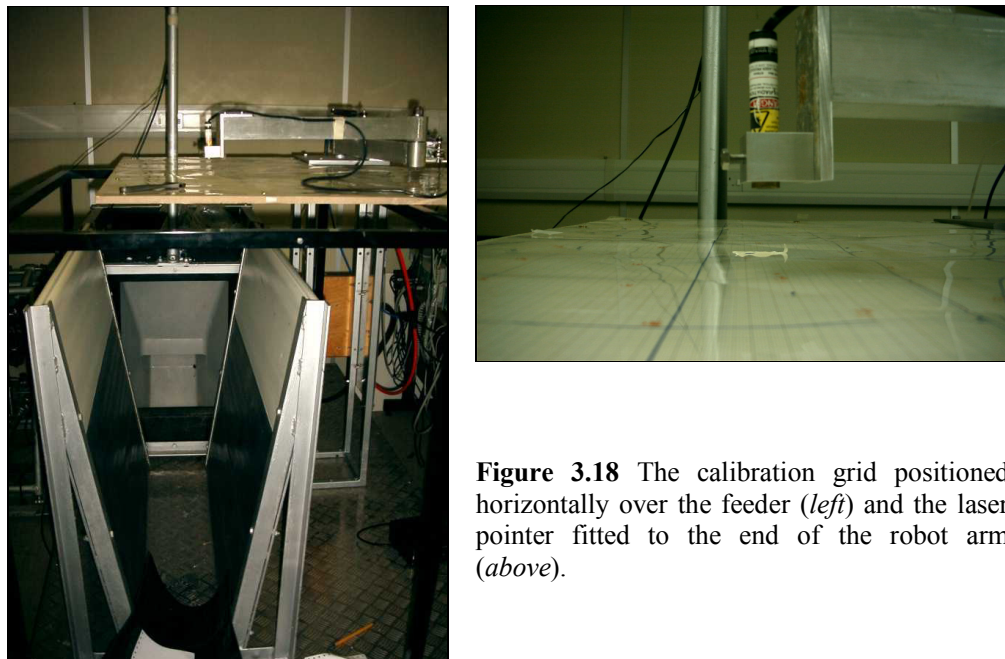 Figure 3.18 The calibration grid positioned
horizontally over the feeder (left) and the laser
pointer fitted to the end of the robot arm
(above).